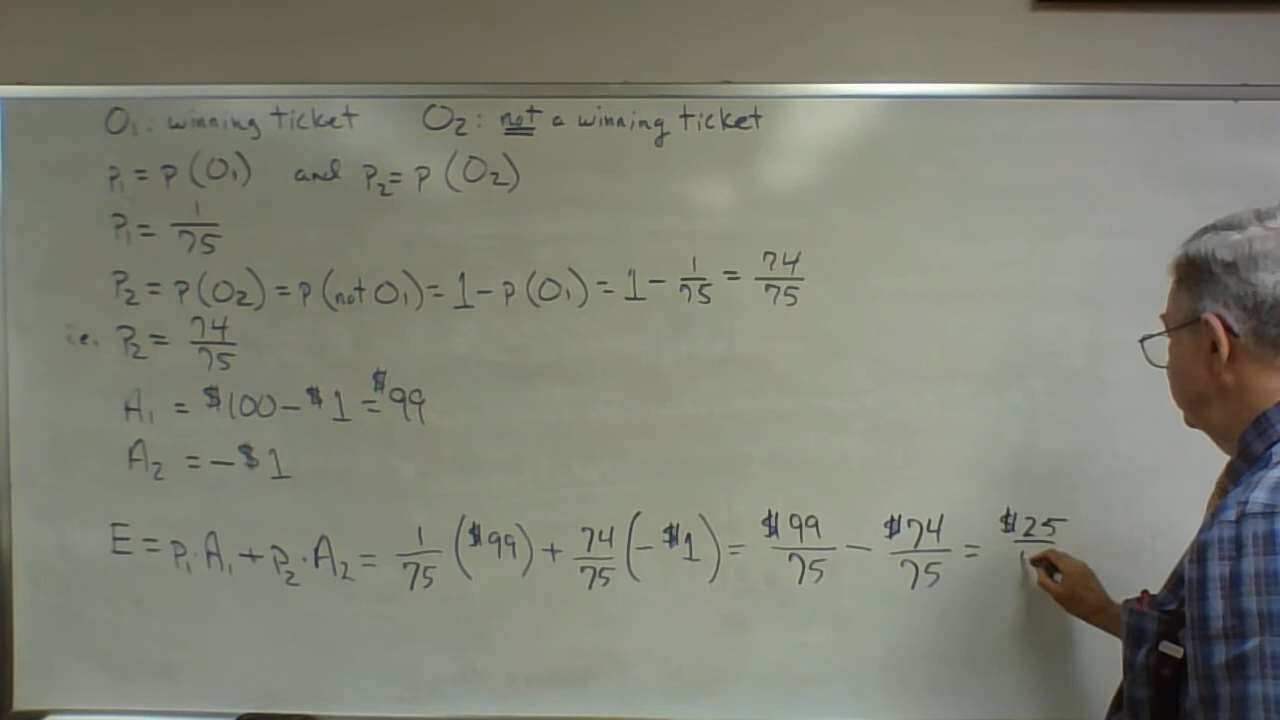 O₁: winning ticket O₂: not a winning ticket
P₁ = P(O₁) and P₂ = P(O₂)
P₁ = 1/75
P₂ = P(O₂) = P(not O₁) = 1 - P(O₁) = 1 - 1/75 = 74/75
i.e. P₂ = 74/75
A₁ = $100 - $1 = $99
A₂ = -$1
E = P₁·A₁ + P₂·A₂ = 1/75 ($99) + 74/75 (-$1) = $99/75 - $74/75 = $25